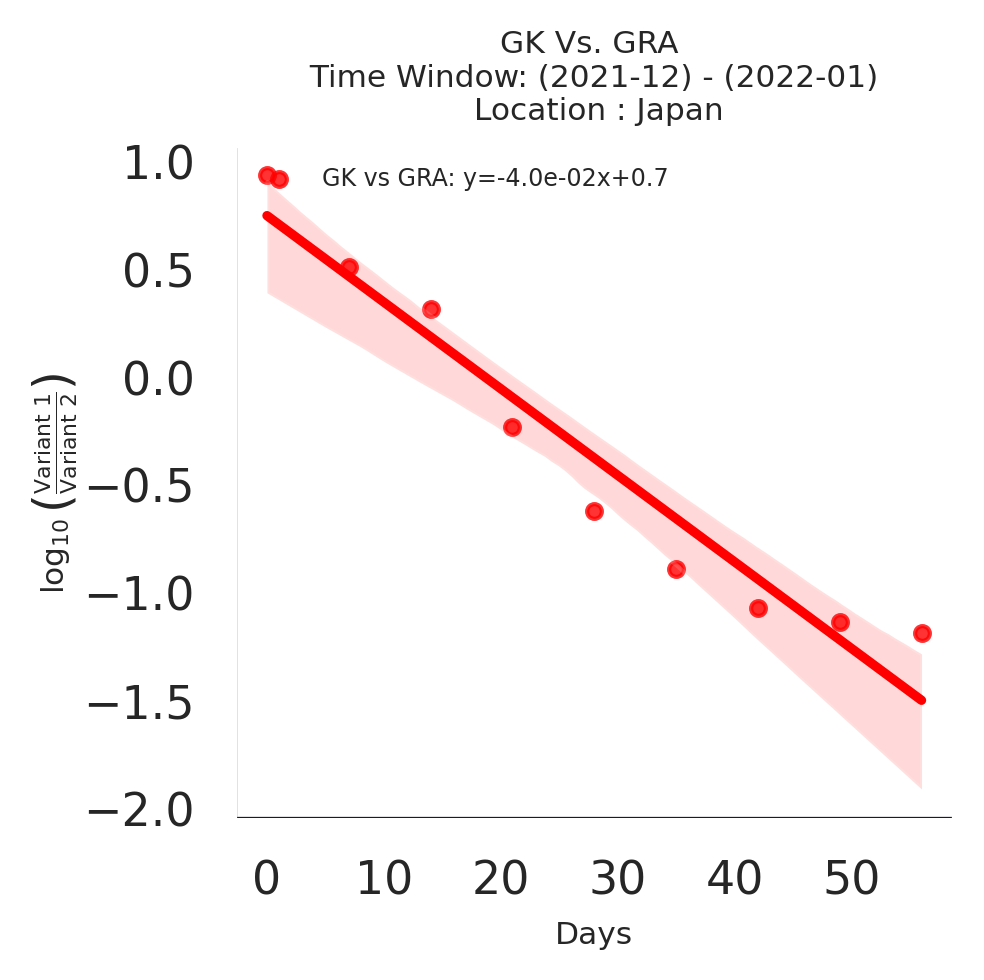 GK Vs. GRA
Time Window: (2021-12) - (2022-01)
Location : Japan
GK vs GRA: y=-4.0e-02x+0.7
1.0
0.5
0.0
−0.5
−1.0
−1.5
−2.0
log₁₀ (Variant 1 / Variant 2)
0 10 20 30 40 50
Days